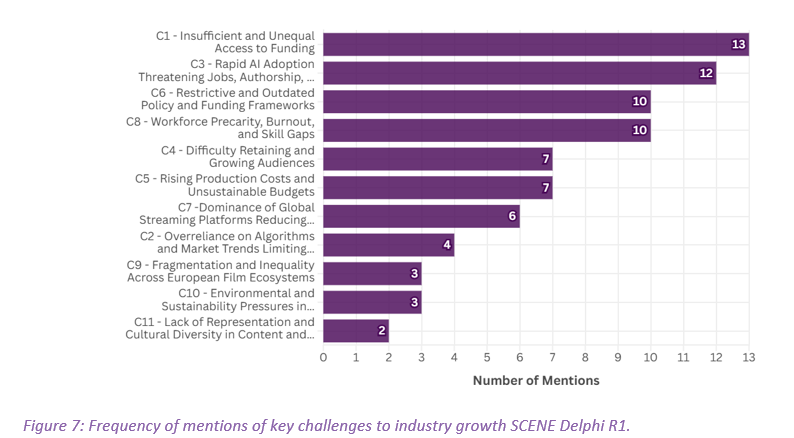 C1 - Insufficient and Unequal
Access to Funding
13
C3 - Rapid AI Adoption
Threatening Jobs, Authorship, ...
12
C6 - Restrictive and Outdated
Policy and Funding Frameworks
10
C8 - Workforce Precarity, Burnout,
and Skill Gaps
10
C4 - Difficulty Retaining and
Growing Audiences
7
C5 - Rising Production Costs and
Unsustainable Budgets
7
C7 -Dominance of Global
Streaming Platforms Reducing...
6
C2 - Overreliance on Algorithms
and Market Trends Limiting...
4
C9 - Fragmentation and Inequality
Across European Film Ecosystems
3
C10 - Environmental and
Sustainability Pressures in...
3
C11 - Lack of Representation and
Cultural Diversity in Content and...
2
0 1 2 3 4 5 6 7 8 9 10 11 12 13
Number of Mentions
Figure 7: Frequency of mentions of key challenges to industry growth SCENE Delphi R1.